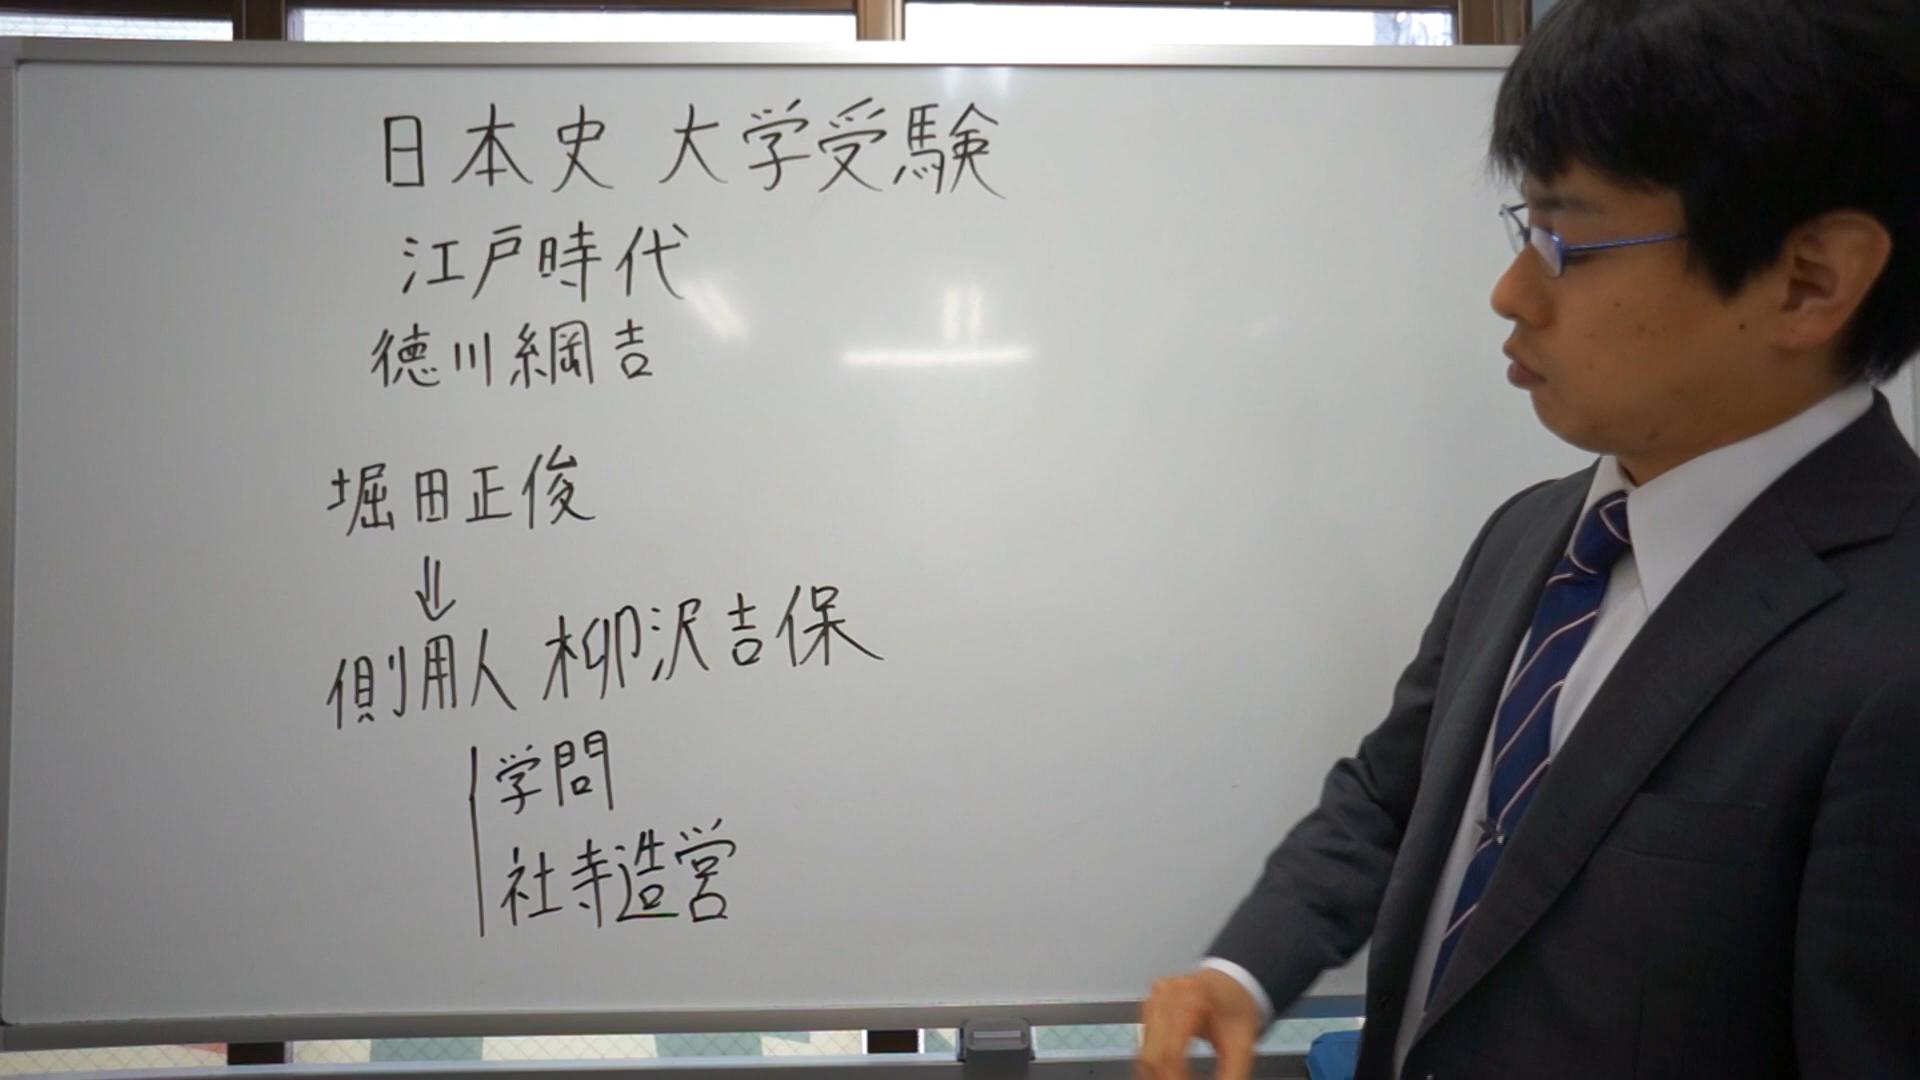 日本史 大学受験
江戸時代
徳川綱吉
堀田正俊
⇓
側用人 柳沢吉保
学問
社寺造営